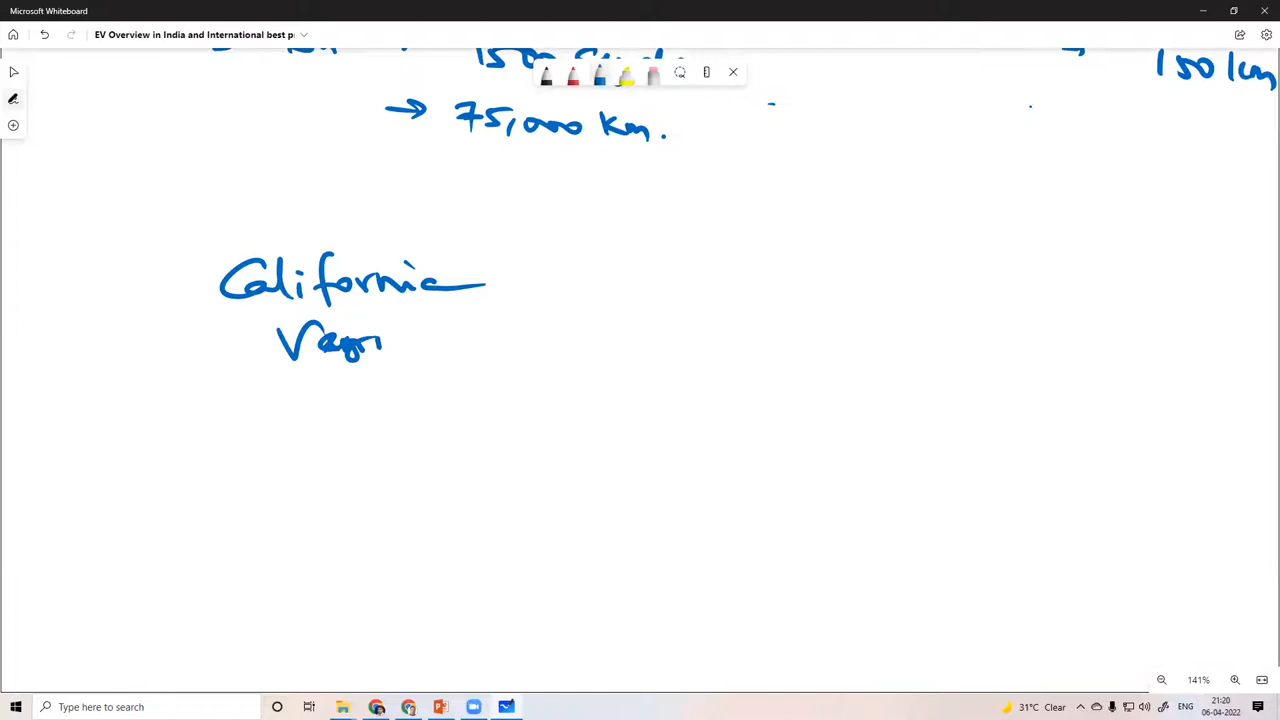 Microsoft Whiteboard
EV Overview in India and International best p
150 km
→ 75,000 km.
California
141%
Type here to search
31°C Clear
21:20
06-04-2022